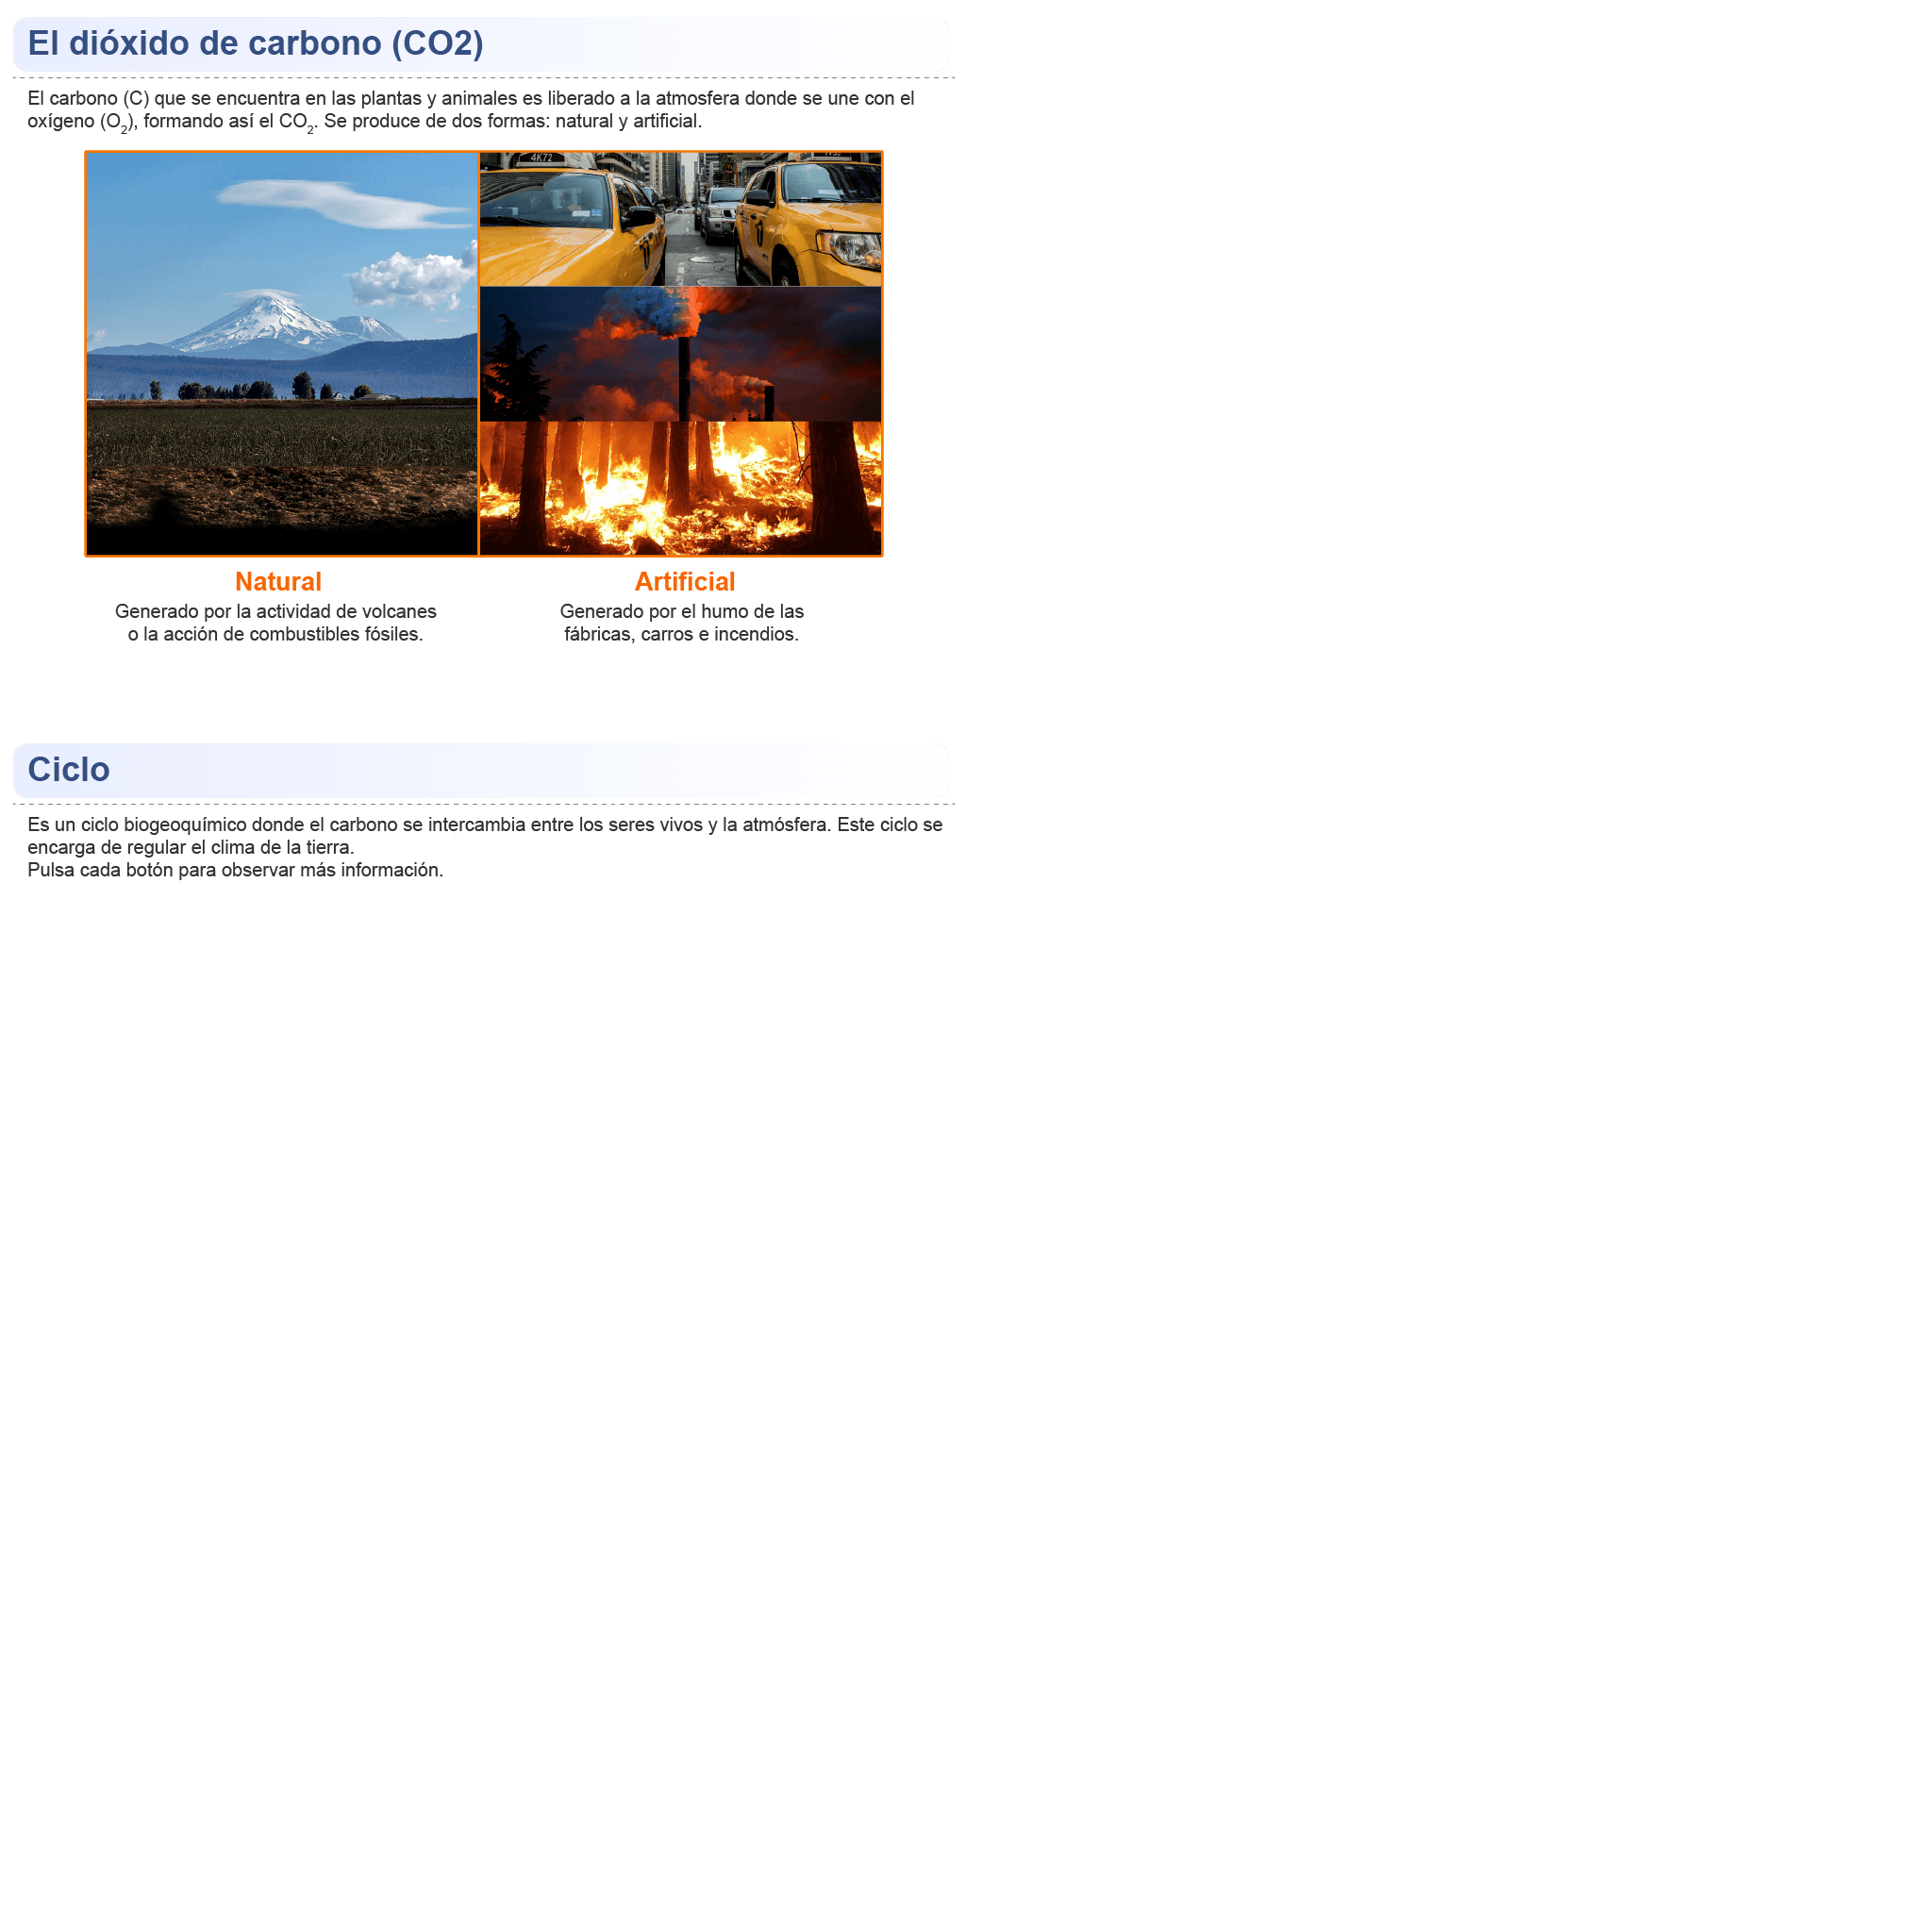 El dióxido de carbono (CO2)
El carbono (C) que se encuentra en las plantas y animales es liberado a la atmosfera donde se une con el
oxígeno (O2), formando así el CO2. Se produce de dos formas: natural y artificial.
4K72
Natural
Artificial
Generado por la actividad de volcanes
o la acción de combustibles fósiles.
Generado por el humo de las
fábricas, carros e incendios.
Ciclo
Es un ciclo biogeoquímico donde el carbono se intercambia entre los seres vivos y la atmósfera. Este ciclo se
encarga de regular el clima de la tierra.
Pulsa cada botón para observar más información.